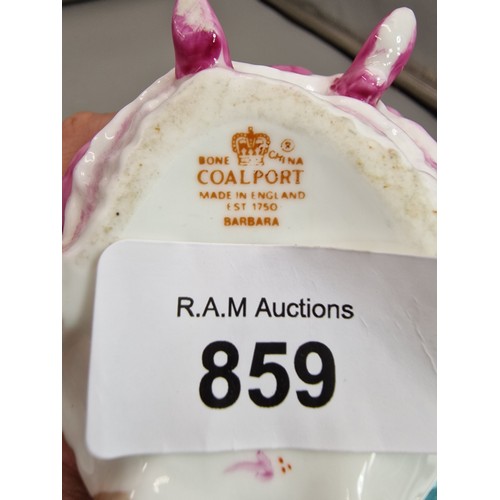 BONE CHINA
COALPORT
MADE IN ENGLAND
EST 1750
BARBARA
R.A.M Auctions
859